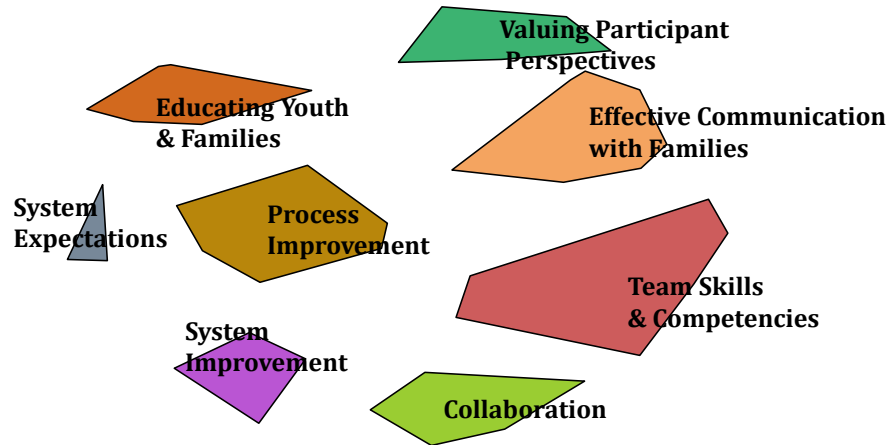 Valuing Participant
Perspectives
Educating Youth
& Families
Effective Communication
with Families
System
Expectations
Process
Improvement
Team Skills
& Competencies
System
Improvement
Collaboration